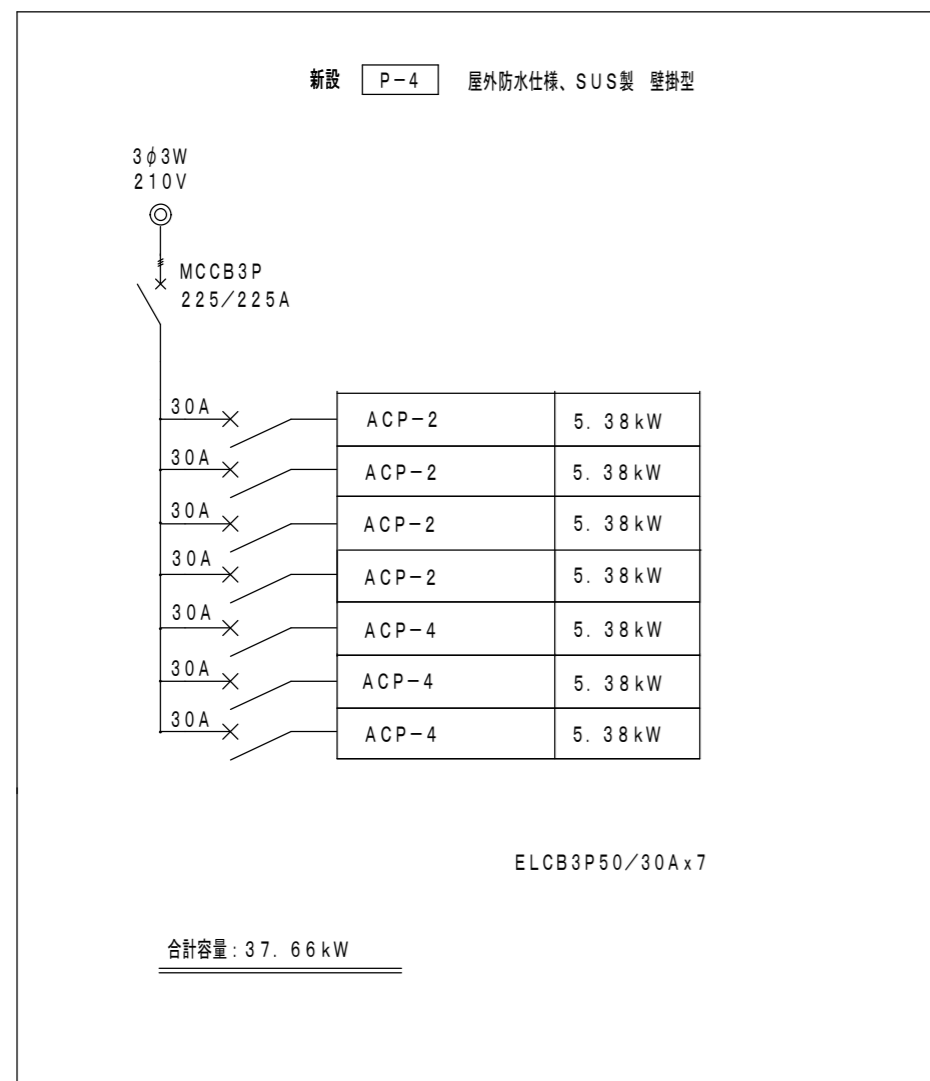 新設 P-4 屋外防水仕様、SUS製 壁掛型
3φ3W
210V
MCCB3P
225/225A
30A ACP-2 5.38kW
30A ACP-2 5.38kW
30A ACP-2 5.38kW
30A ACP-2 5.38kW
30A ACP-4 5.38kW
30A ACP-4 5.38kW
30A ACP-4 5.38kW
ELCB3P50/30Ax7
合計容量:37.66kW